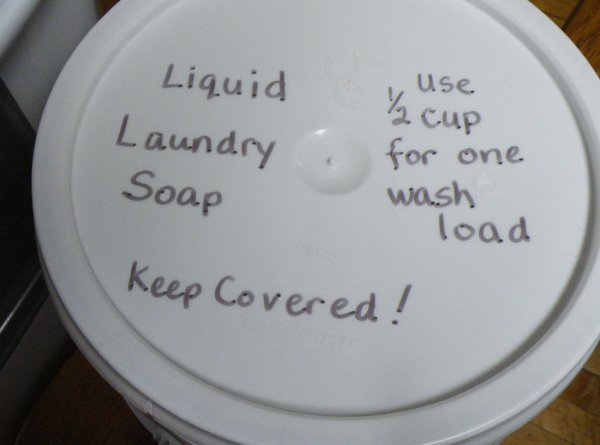 Liquid
Laundry
Soap
use
½ cup
for one
wash
load
Keep Covered!